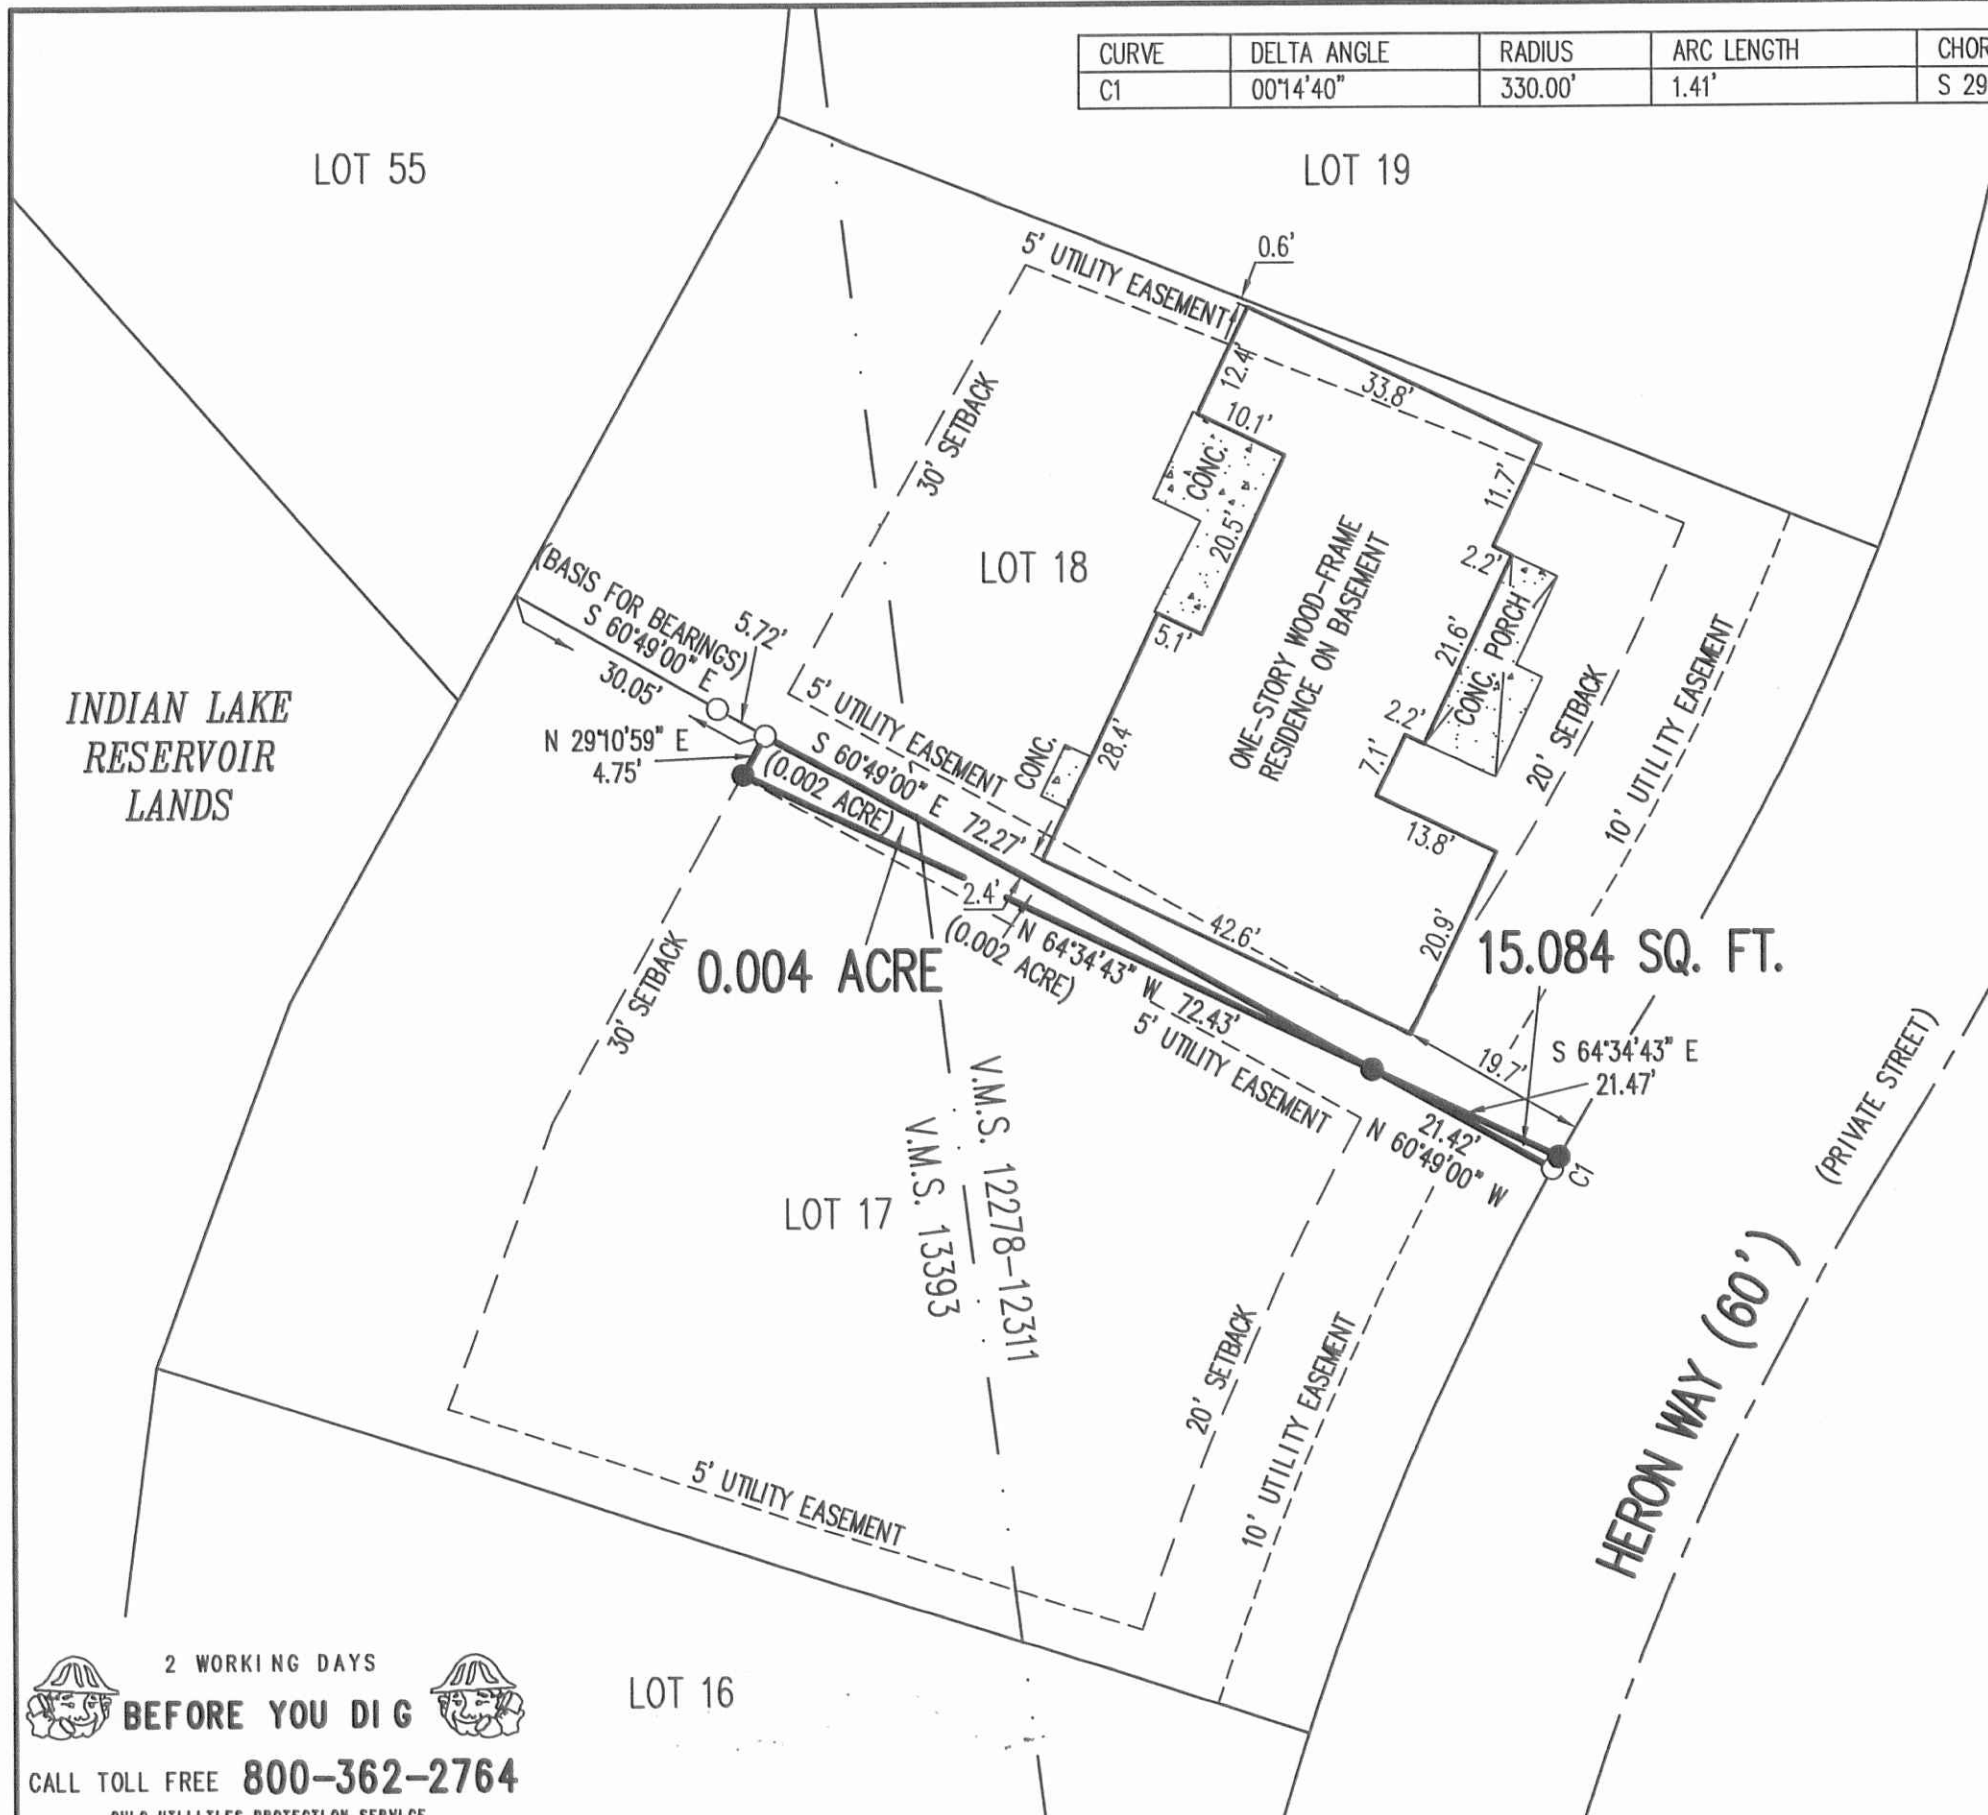 CURVE DELTA ANGLE RADIUS ARC LENGTH CHOR
C1 00°14'40" 330.00' 1.41' S 29
LOT 55
LOT 19
0.6'
5' UTILITY EASEMENT
12.4'
33.8'
30' SETBACK
10.1'
CONC.
11.7'
20.5'
LOT 18
2.2'
ONE-STORY WOOD-FRAME
RESIDENCE ON BASEMENT
(BASIS FOR BEARINGS)
S 60°49'00" E
30.05'
5.72'
5.1'
21.6'
CONC. PORCH
INDIAN LAKE
RESERVOIR
LANDS
N 29°10'59" E
4.75'
5' UTILITY EASEMENT
S 60°49'00" E 72.27'
(0.002 ACRE)
CONC.
28.4'
2.2'
7.1'
20' SETBACK
10' UTILITY EASEMENT
13.8'
2.4'
N 64°34'43" W 72.43'
(0.002 ACRE)
42.6'
20.9'
0.004 ACRE
15.084 SQ. FT.
30' SETBACK
5' UTILITY EASEMENT
19.7'
S 64°34'43" E
21.47'
21.42'
N 60°49'00" W
C1
(PRIVATE STREET)
V.M.S. 12278-12311
V.M.S. 13393
LOT 17
HERON WAY (60')
20' SETBACK
10' UTILITY EASEMENT
5' UTILITY EASEMENT
LOT 16
2 WORKING DAYS
BEFORE YOU DIG
CALL TOLL FREE 800-362-2764
OHIO UTILITIES PROTECTION SERVICE